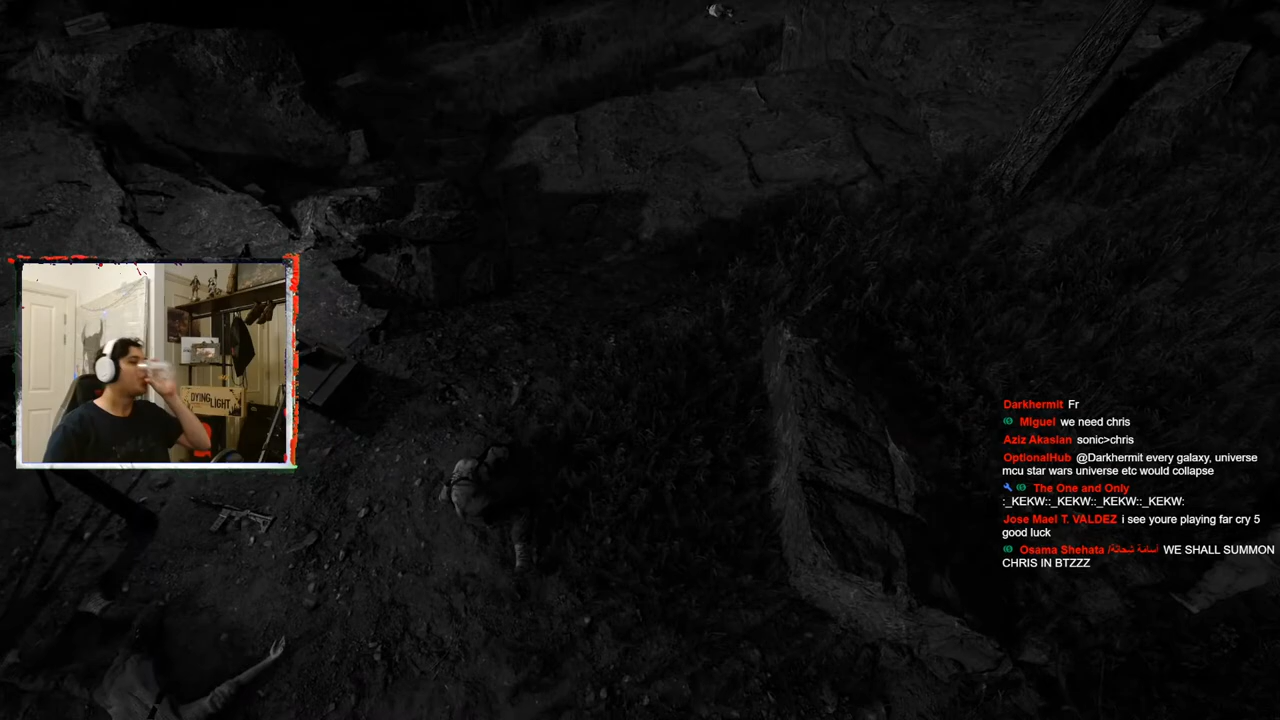 DYING
LIGHT
Darkhermit Fr
Miguel we need chris
Aziz Akaslan sonic>chris
OptionalHub @Darkhermit every galaxy, universe
mcu star wars universe etc would collapse
The One and Only
:_KEKW::_KEKW::_KEKW::_KEKW:
Jose Mael T. VALDEZ i see youre playing far cry 5
good luck
Osama Shehata /أسامة شحاتة WE SHALL SUMMON
CHRIS IN BTZZZ